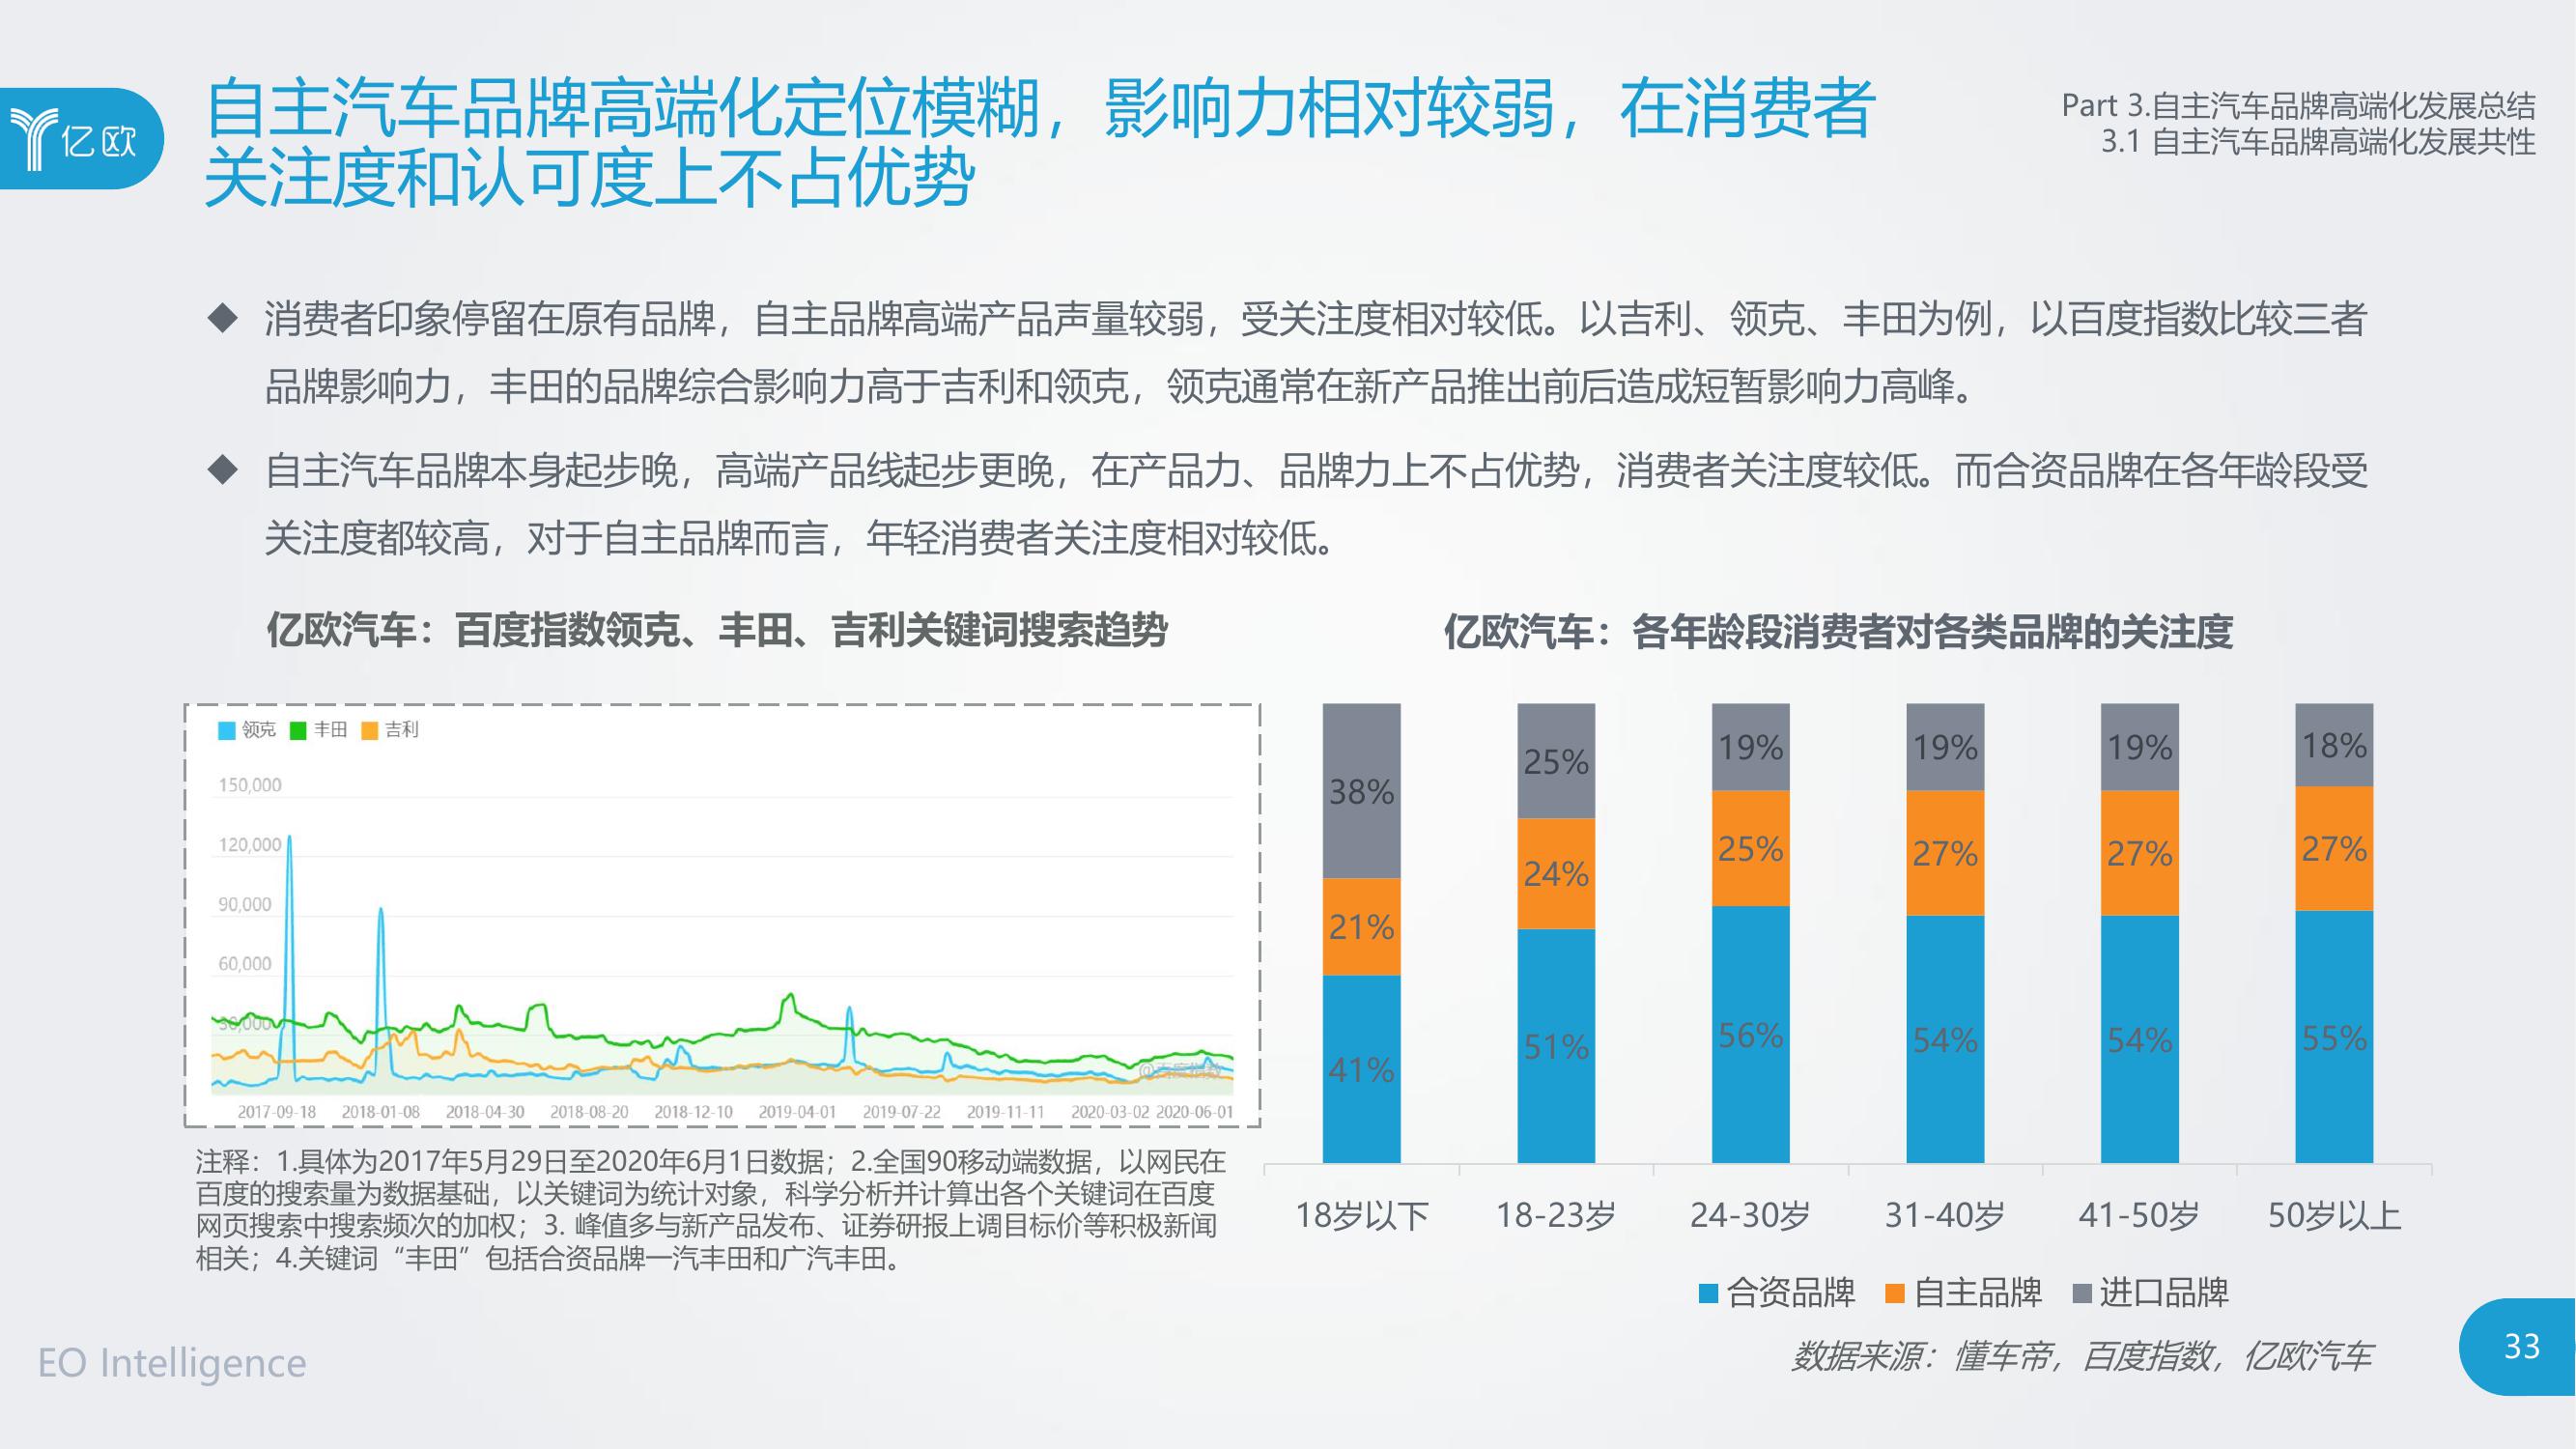 亿欧
自主汽车品牌高端化定位模糊，影响力相对较弱，在消费者
关注度和认可度上不占优势
Part 3.自主汽车品牌高端化发展总结
3.1 自主汽车品牌高端化发展共性
◆ 消费者印象停留在原有品牌，自主品牌高端产品声量较弱，受关注度相对较低。以吉利、领克、丰田为例，以百度指数比较三者
品牌影响力，丰田的品牌综合影响力高于吉利和领克，领克通常在新产品推出前后造成短暂影响力高峰。
◆ 自主汽车品牌本身起步晚，高端产品线起步更晚，在产品力、品牌力上不占优势，消费者关注度较低。而合资品牌在各年龄段受
关注度都较高，对于自主品牌而言，年轻消费者关注度相对较低。
亿欧汽车：百度指数领克、丰田、吉利关键词搜索趋势
领克 丰田 吉利
150,000
120,000
90,000
60,000
30,000
@百度指数
2017-09-18 2018-01-08 2018-04-30 2018-08-20 2018-12-10 2019-04-01 2019-07-22 2019-11-11 2020-03-02 2020-06-01
注释：1.具体为2017年5月29日至2020年6月1日数据；2.全国90移动端数据，以网民在
百度的搜索量为数据基础，以关键词为统计对象，科学分析并计算出各个关键词在百度
网页搜索中搜索频次的加权；3. 峰值多与新产品发布、证券研报上调目标价等积极新闻
相关；4.关键词“丰田”包括合资品牌一汽丰田和广汽丰田。
亿欧汽车：各年龄段消费者对各类品牌的关注度
38% 25% 19% 19% 19% 18%
21% 24% 25% 27% 27% 27%
41% 51% 56% 54% 54% 55%
18岁以下 18-23岁 24-30岁 31-40岁 41-50岁 50岁以上
合资品牌 自主品牌 进口品牌
数据来源：懂车帝，百度指数，亿欧汽车
EO Intelligence
33